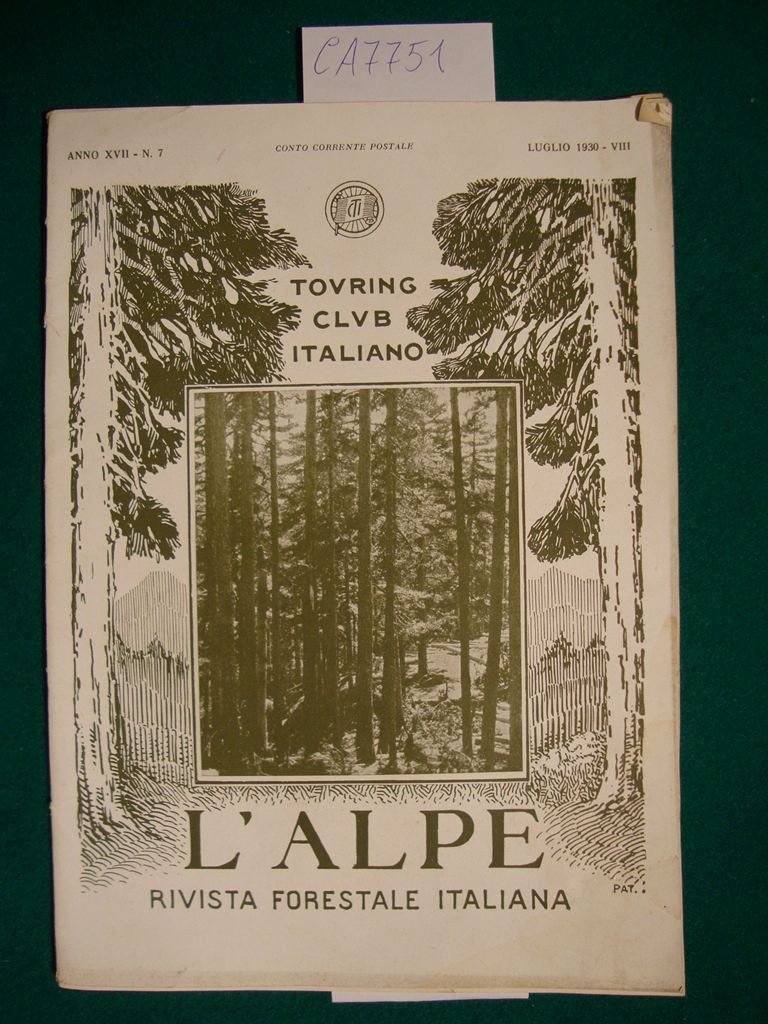 CA7751
ANNO XVII - N. 7
CONTO CORRENTE POSTALE
LUGLIO 1930 - VIII
TOVRING
CLVB
ITALIANO
L'ALPE
PAT.
RIVISTA FORESTALE ITALIANA